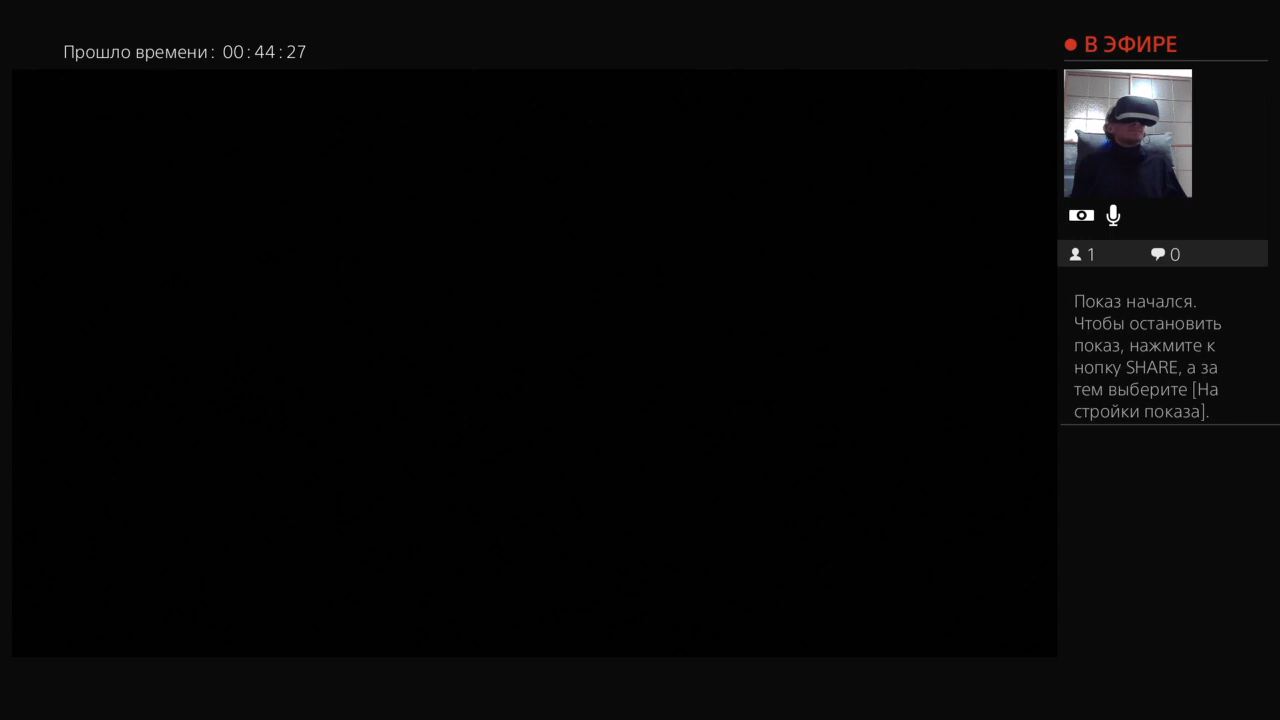 Прошло времени: 00:44:27
В ЭФИРЕ
1
0
Показ начался.
Чтобы остановить
показ, нажмите к
нопку SHARE, а за
тем выберите [На
стройки показа].